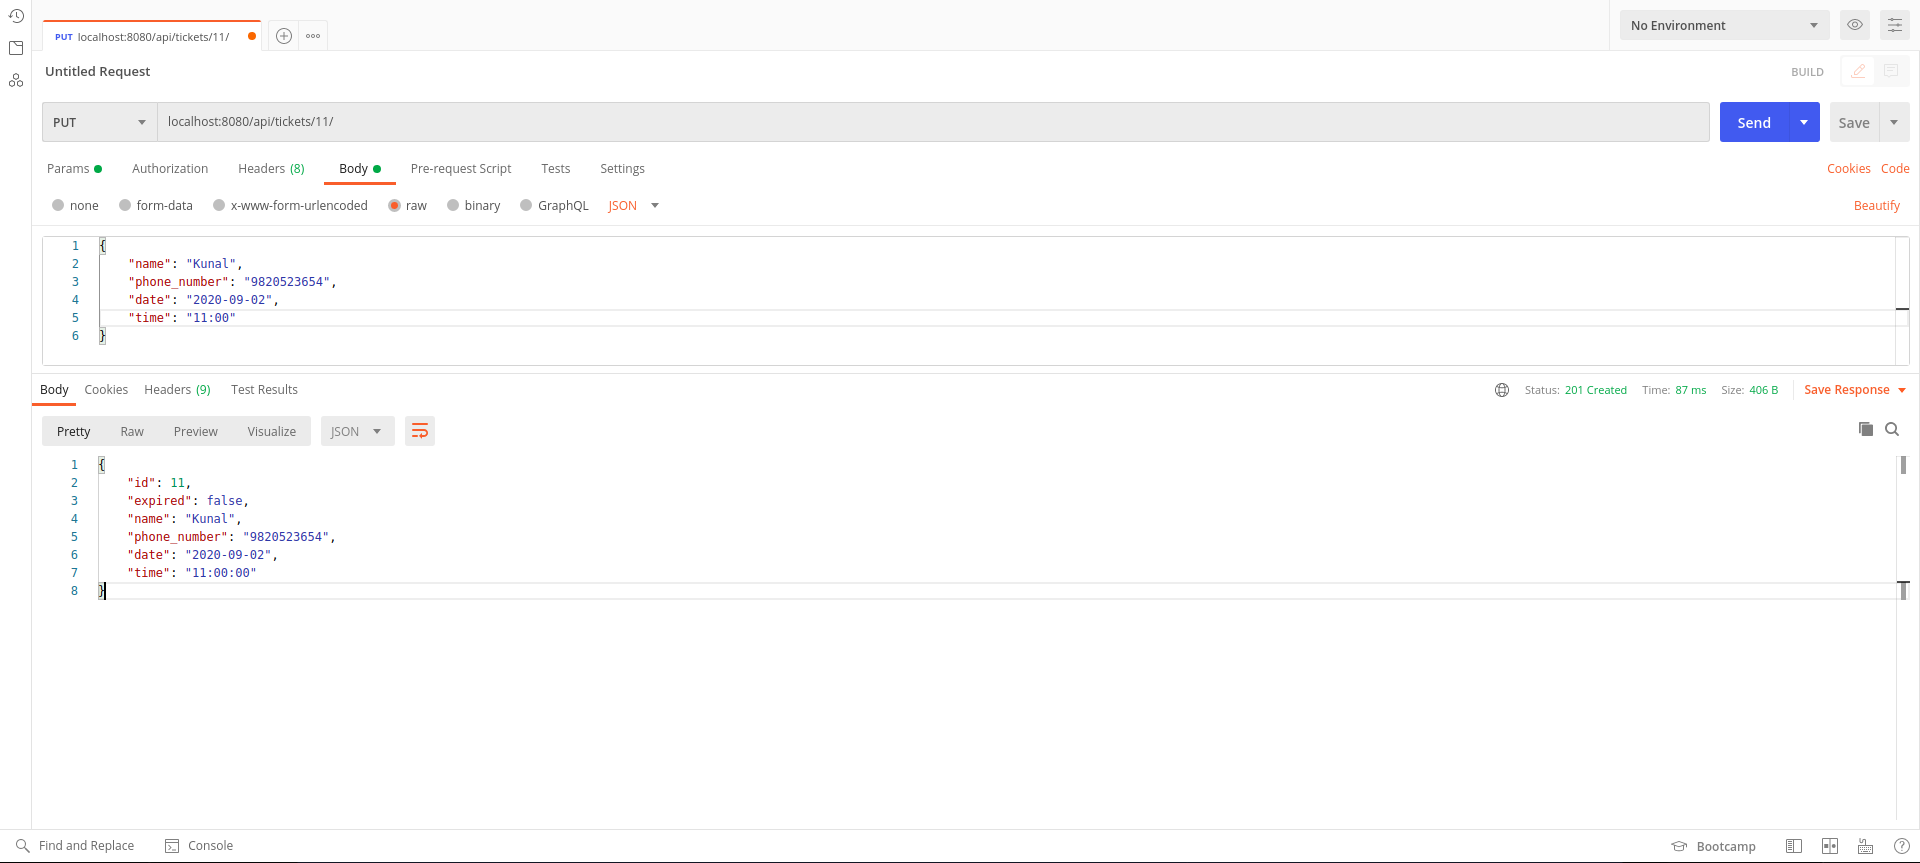 PUT localhost:8080/api/tickets/11/
No Environment
Untitled Request
BUILD
PUT localhost:8080/api/tickets/11/ Send Save
Params Authorization Headers (8) Body Pre-request Script Tests Settings Cookies Code
none form-data x-www-form-urlencoded raw binary GraphQL JSON Beautify
1 {
2 "name": "Kunal",
3 "phone_number": "9820523654",
4 "date": "2020-09-02",
5 "time": "11:00"
6 }
Body Cookies Headers (9) Test Results Status: 201 Created Time: 87 ms Size: 406 B Save Response
Pretty Raw Preview Visualize JSON
1 {
2 "id": 11,
3 "expired": false,
4 "name": "Kunal",
5 "phone_number": "9820523654",
6 "date": "2020-09-02",
7 "time": "11:00:00"
8 }
Find and Replace Console Bootcamp